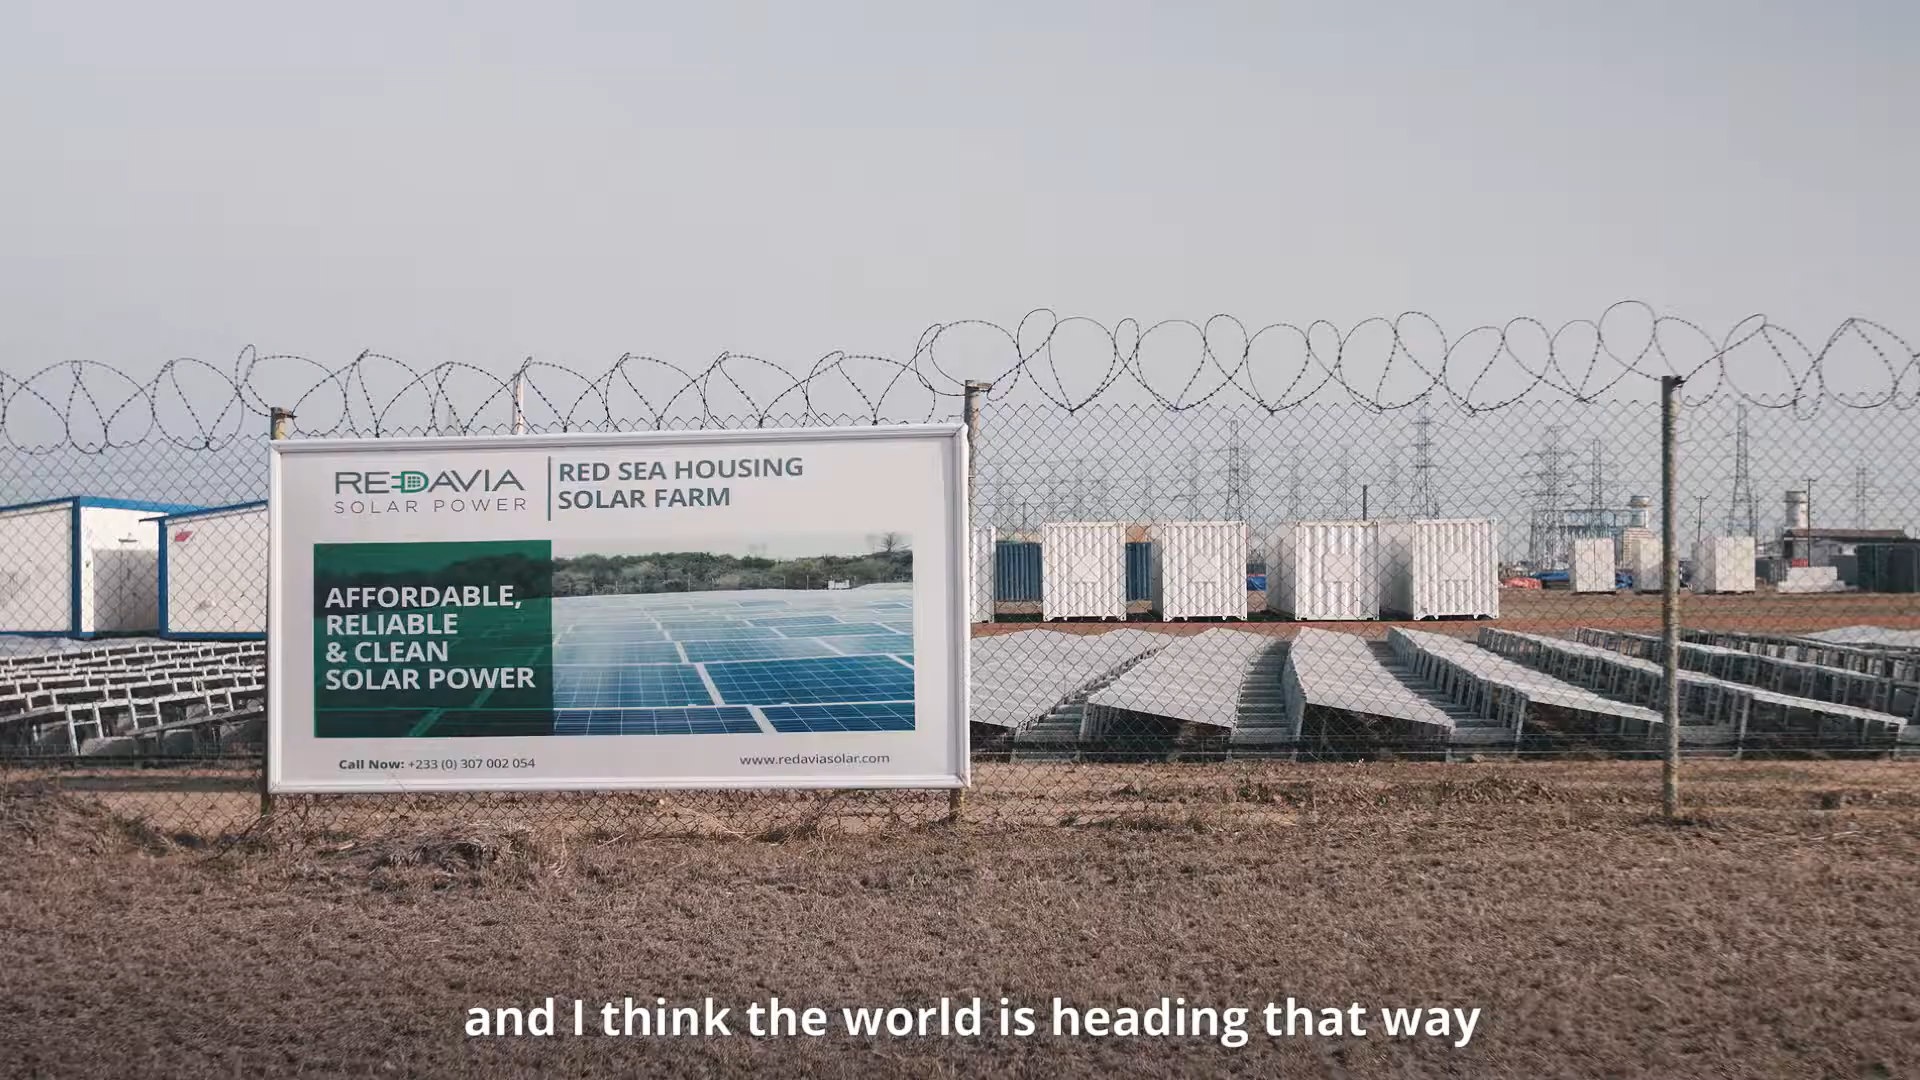 REDAVIA
SOLAR POWER
RED SEA HOUSING
SOLAR FARM
AFFORDABLE,
RELIABLE
& CLEAN
SOLAR POWER
Call Now: +233 (0) 307 002 054
www.redaviasolar.com
and I think the world is heading that way